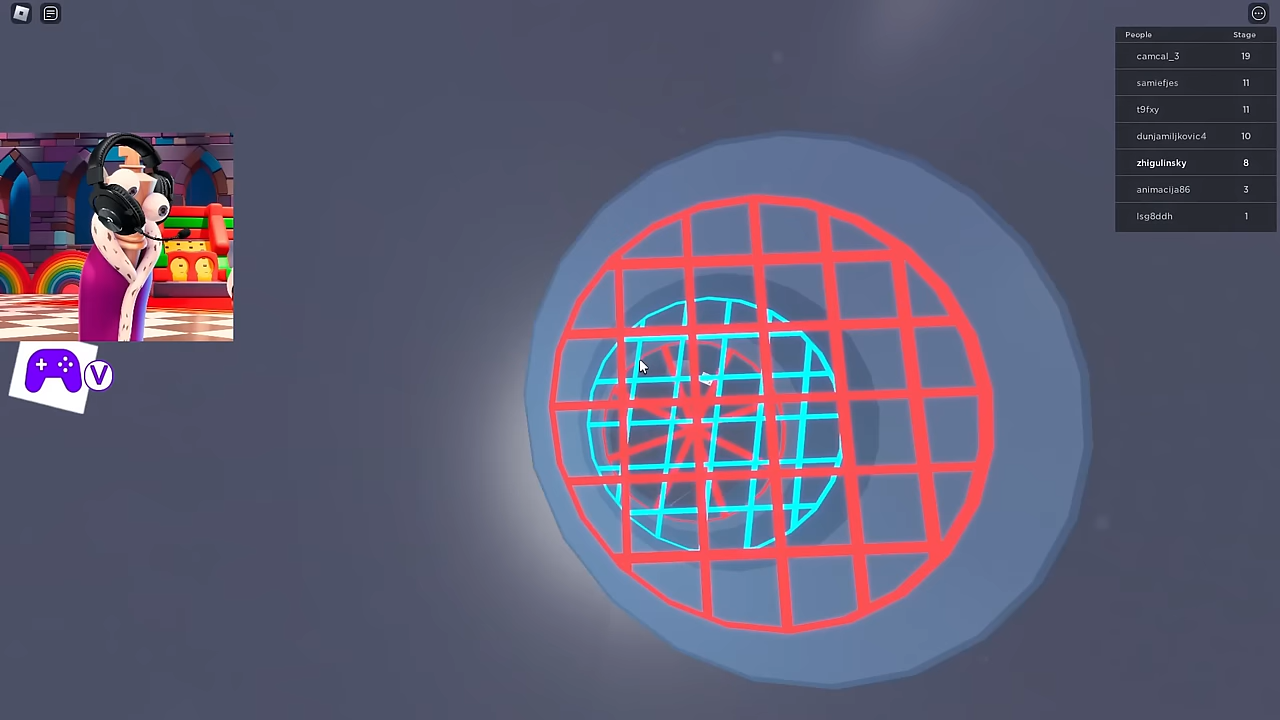 People Stage
camcal_3 19
samiefjes 11
t9fxy 11
dunjamiljkovic4 10
zhigulinsky 8
animacija86 3
lsg8ddh 1
V